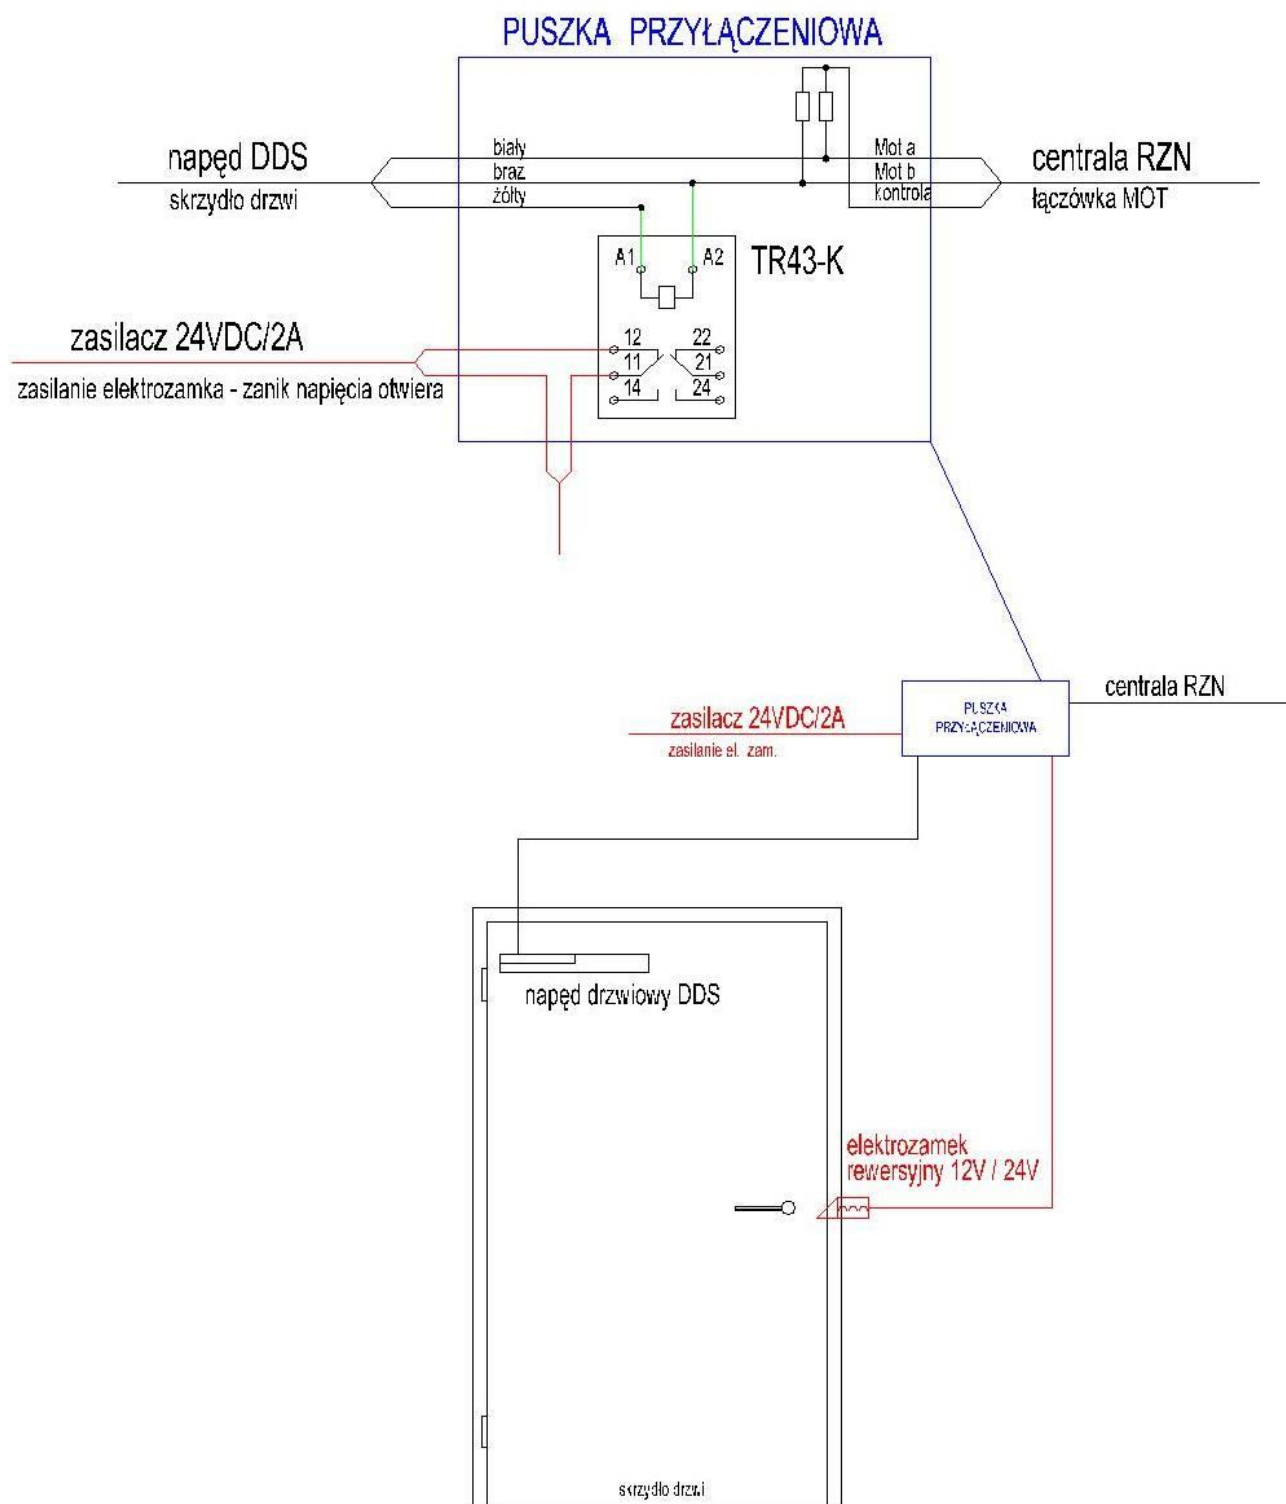 PUSZKA PRZYŁĄCZENIOWA
napęd DDS
skrzydło drzwi
biały
braz
żółty
Mot a
Mot b
kontrola
centrala RZN
łączówka MOT
A1
A2
TR43-K
12
22
11
21
14
24
zasilacz 24VDC/2A
zasilanie elektrozamka - zanik napięcia otwiera
centrala RZN
PUSZKA
PRZYŁĄCZENIOWA
zasilacz 24VDC/2A
zasilanie el. zam.
napęd drzwiowy DDS
elektrozamek
rewersyjny 12V / 24V
skrzydło drzwi